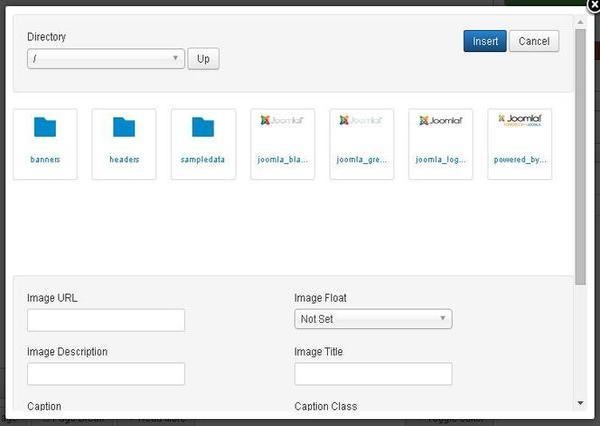 Directory
/
Up
Insert
Cancel
banners
headers
sampledata
Joomla!
joomla_bla...
Joomla!
joomla_gre...
Joomla!
joomla_log...
Joomla!
powered_by...
Image URL
Image Float
Not Set
Image Description
Image Title
Caption
Caption Class